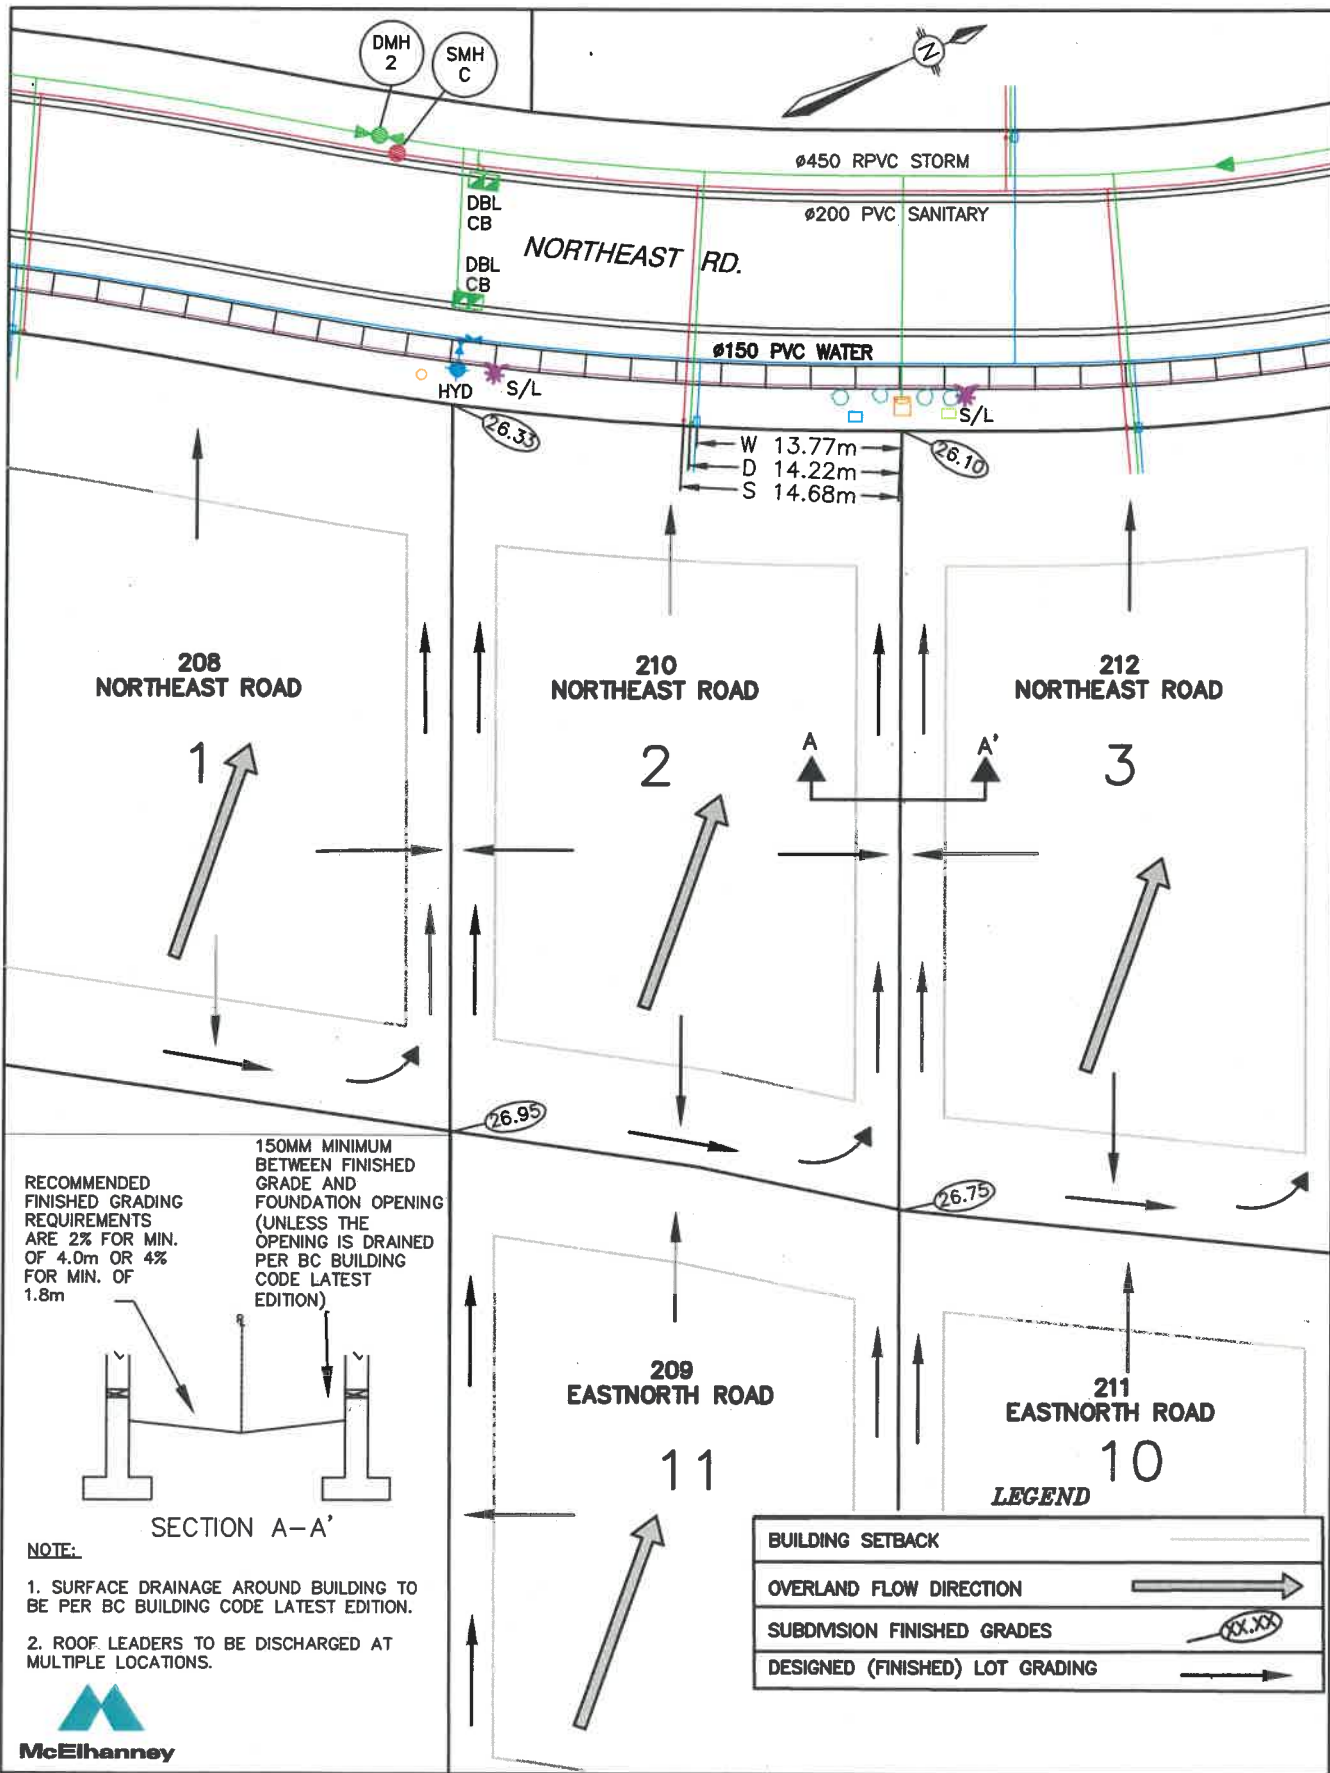 DMH
2
SMH
C
N
ø450 RPVC STORM
ø200 PVC SANITARY
DBL
CB
NORTHEAST RD.
DBL
CB
ø150 PVC WATER
HYD
S/L
S/L
26.33
26.10
W 13.77m
D 14.22m
S 14.68m
208
NORTHEAST ROAD
1
210
NORTHEAST ROAD
2
212
NORTHEAST ROAD
3
A
A'
26.95
26.75
RECOMMENDED
FINISHED GRADING
REQUIREMENTS
ARE 2% FOR MIN.
OF 4.0m OR 4%
FOR MIN. OF
1.8m
150MM MINIMUM
BETWEEN FINISHED
GRADE AND
FOUNDATION OPENING
(UNLESS THE
OPENING IS DRAINED
PER BC BUILDING
CODE LATEST
EDITION)
SECTION A-A'
NOTE:
1. SURFACE DRAINAGE AROUND BUILDING TO
BE PER BC BUILDING CODE LATEST EDITION.
2. ROOF LEADERS TO BE DISCHARGED AT
MULTIPLE LOCATIONS.
McElhanney
209
EASTNORTH ROAD
11
211
EASTNORTH ROAD
10
LEGEND
BUILDING SETBACK
OVERLAND FLOW DIRECTION
SUBDIVISION FINISHED GRADES
XX.XX
DESIGNED (FINISHED) LOT GRADING